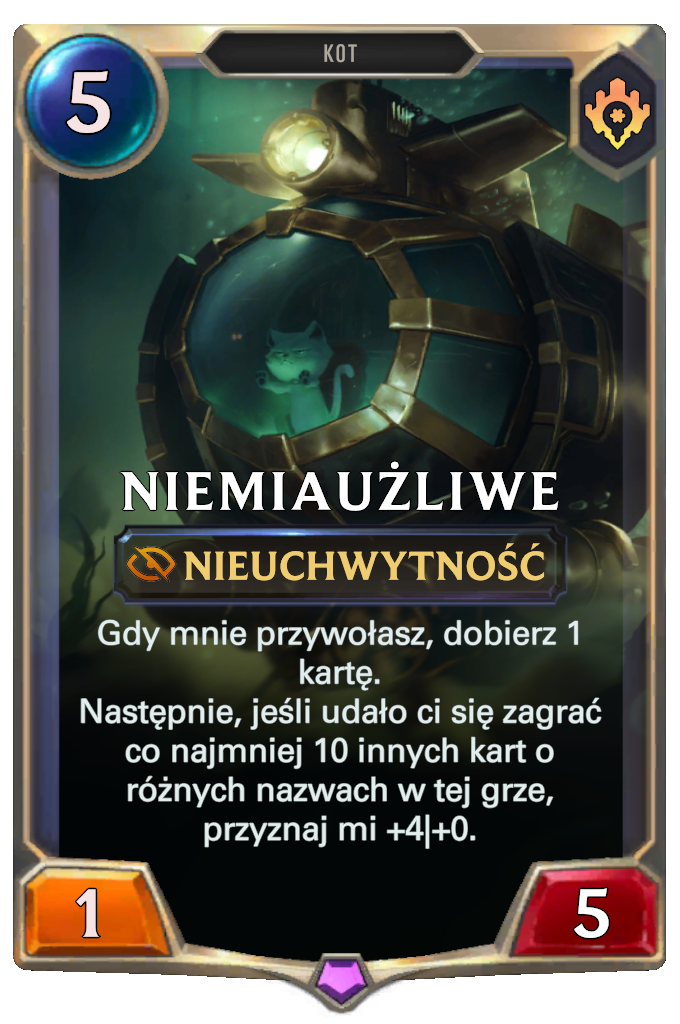 KOT
5
NIEMIAUŻLIWE
NIEUCHWYTNOŚĆ
Gdy mnie przywołasz, dobierz 1
kartę.
Następnie, jeśli udało ci się zagrać
co najmniej 10 innych kart o
różnych nazwach w tej grze,
przyznaj mi +4|+0.
1
5